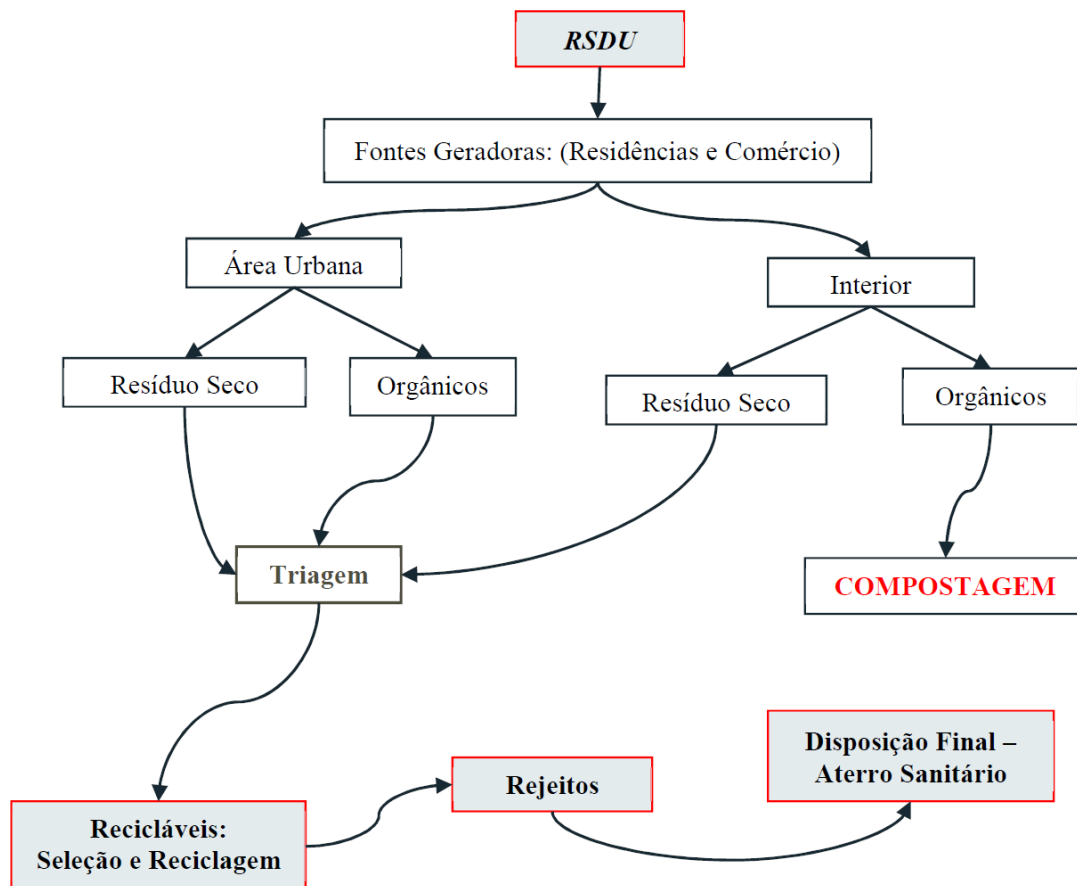 RSDU
Fontes Geradoras: (Residências e Comércio)
Área Urbana
Interior
Resíduo Seco
Orgânicos
Resíduo Seco
Orgânicos
Triagem
COMPOSTAGEM
Recicláveis:
Seleção e Reciclagem
Rejeitos
Disposição Final –
Aterro Sanitário